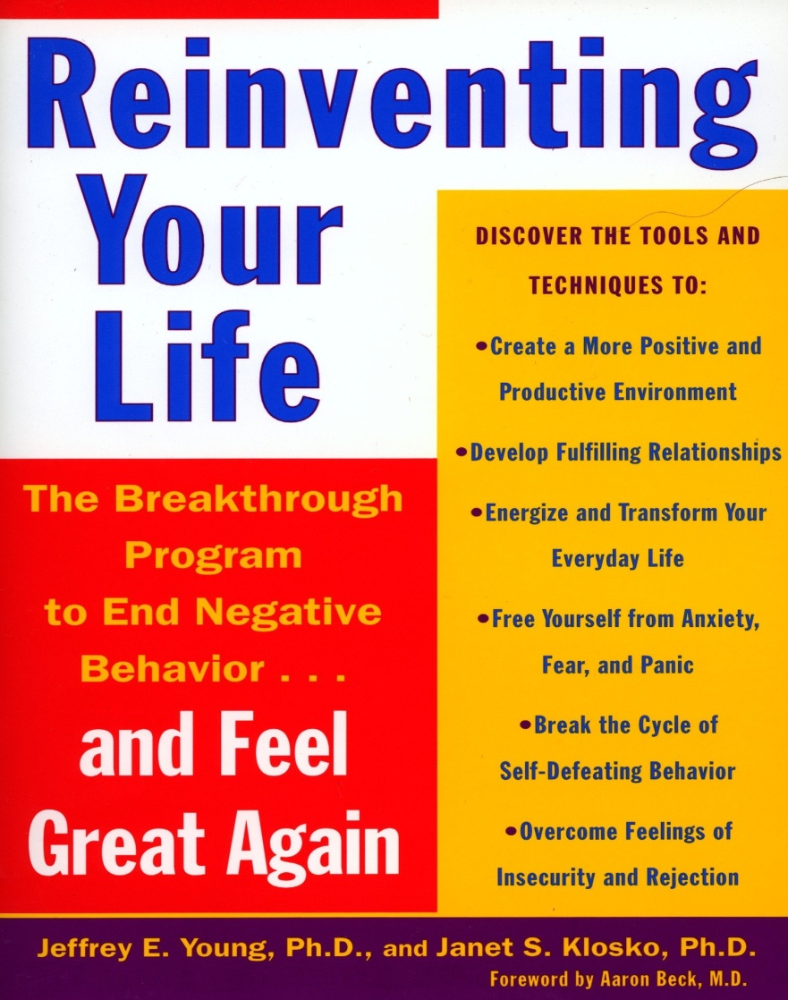 Reinventing
Your
Life
The Breakthrough
Program
to End Negative
Behavior . . .
and Feel
Great Again
DISCOVER THE TOOLS AND
TECHNIQUES TO:
•Create a More Positive and
Productive Environment
•Develop Fulfilling Relationships
•Energize and Transform Your
Everyday Life
•Free Yourself from Anxiety,
Fear, and Panic
•Break the Cycle of
Self-Defeating Behavior
•Overcome Feelings of
Insecurity and Rejection
Jeffrey E. Young, Ph.D., and Janet S. Klosko, Ph.D.
Foreword by Aaron Beck, M.D.